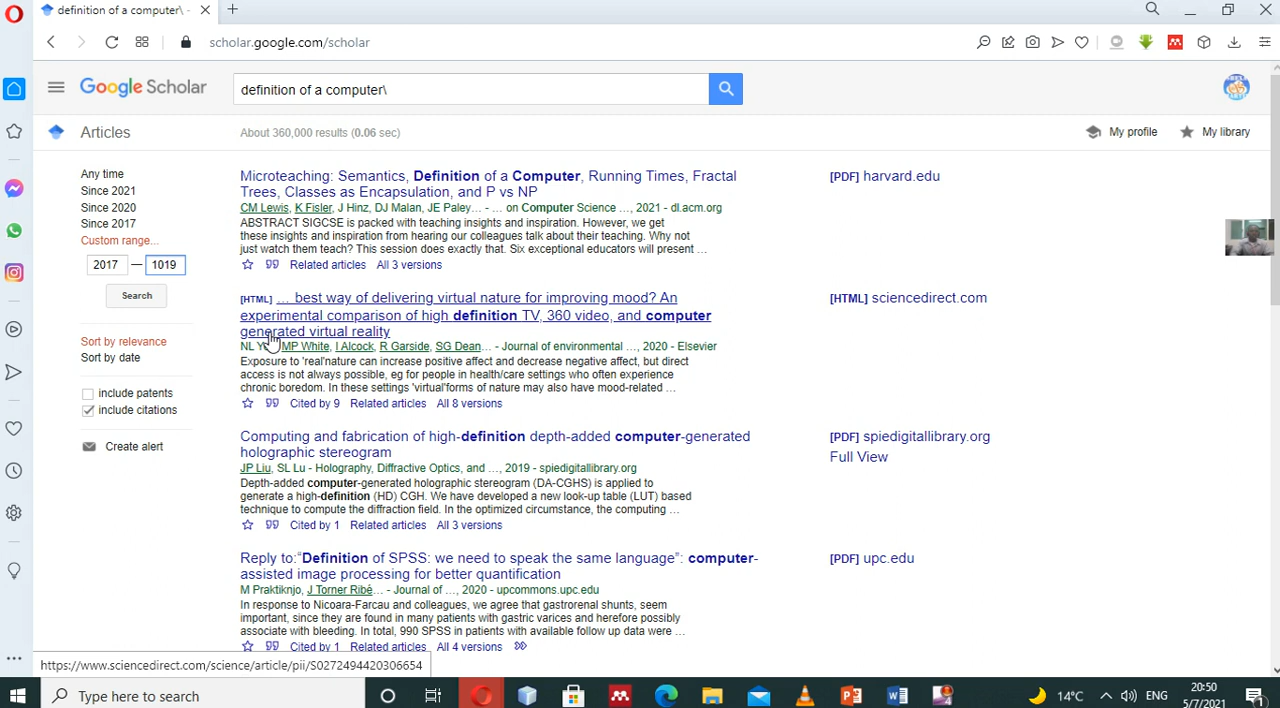 definition of a computer\ -
scholar.google.com/scholar
Google Scholar
definition of a computer\
Articles
About 360,000 results (0.06 sec)
My profile
My library
Any time
Since 2021
Since 2020
Since 2017
Custom range...
2017 — 1019
Search
Sort by relevance
Sort by date
include patents
include citations
Create alert
Microteaching: Semantics, Definition of a Computer, Running Times, Fractal
Trees, Classes as Encapsulation, and P vs NP
CM Lewis, K Fisler, J Hinz, DJ Malan, JE Paley... - ... on Computer Science ..., 2021 - dl.acm.org
ABSTRACT SIGCSE is packed with teaching insights and inspiration. However, we get
these insights and inspiration from hearing our colleagues talk about their teaching. Why not
just watch them teach? This session does exactly that. Six exceptional educators will present ...
Related articles All 3 versions
[PDF] harvard.edu
[HTML] ... best way of delivering virtual nature for improving mood? An
experimental comparison of high definition TV, 360 video, and computer
generated virtual reality
NL MP White, I Alcock, R Garside, SG Dean... - Journal of environmental ..., 2020 - Elsevier
Exposure to 'real'nature can increase positive affect and decrease negative affect, but direct
access is not always possible, eg for people in health/care settings who often experience
chronic boredom. In these settings 'virtual'forms of nature may also have mood-related ...
Cited by 9 Related articles All 8 versions
[HTML] sciencedirect.com
Computing and fabrication of high-definition depth-added computer-generated
holographic stereogram
JP Liu, SL Lu - Holography, Diffractive Optics, and ..., 2019 - spiedigitallibrary.org
Depth-added computer-generated holographic stereogram (DA-CGHS) is applied to
generate a high-definition (HD) CGH. We have developed a new look-up table (LUT) based
technique to compute the diffraction field. In the optimized circumstance, the computing ...
Cited by 1 Related articles All 3 versions
[PDF] spiedigitallibrary.org
Full View
Reply to:“Definition of SPSS: we need to speak the same language”: computer-
assisted image processing for better quantification
M Praktiknjo, J Torner Ribè... - Journal of ..., 2020 - upcommons.upc.edu
In response to Nicoara-Farcau and colleagues, we agree that gastrorenal shunts, seem
important, since they are found in many patients with gastric varices and herefore possibly
associated with bleeding. In total, 990 SPSS in patients with available follow up data were ...
Cited by 1 Related articles All 4 versions
[PDF] upc.edu
https://www.sciencedirect.com/science/article/pii/S0272494420306654
Type here to search
14°C
ENG
20:50
5/7/2021